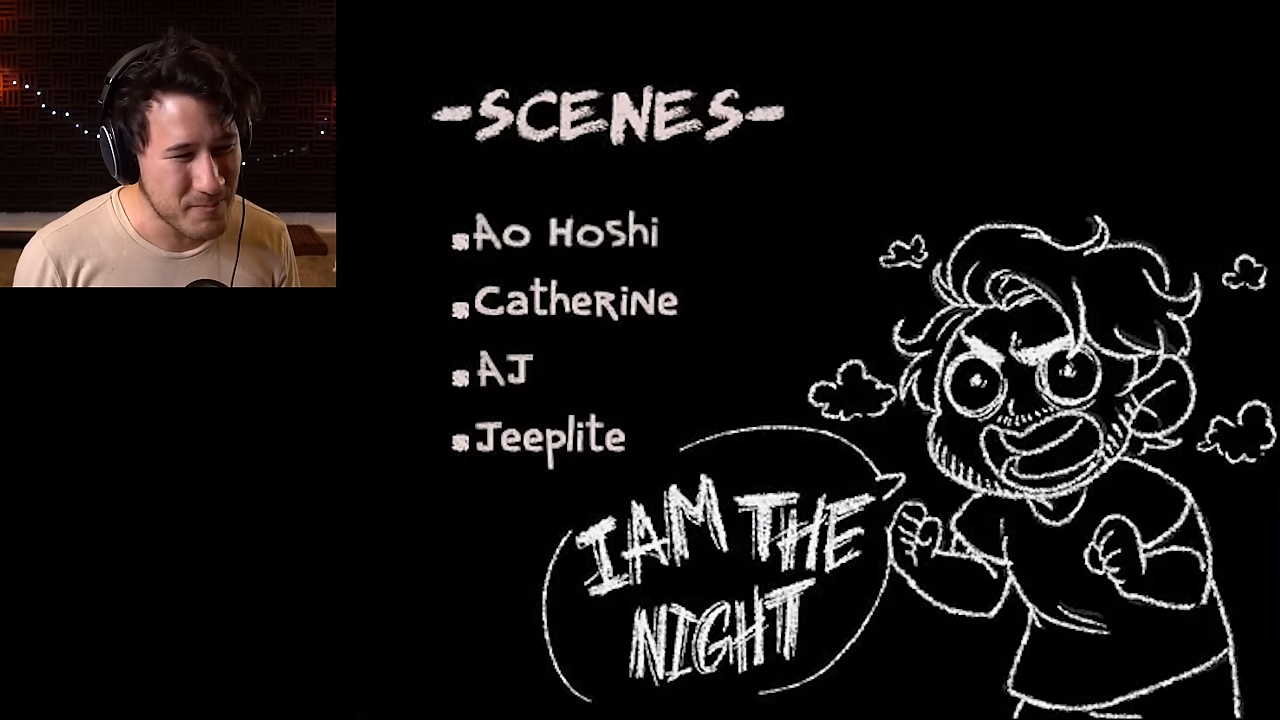 -SCENES-
Ao Hoshi
Catherine
AJ
Jeeplite
I AM THE
NIGHT